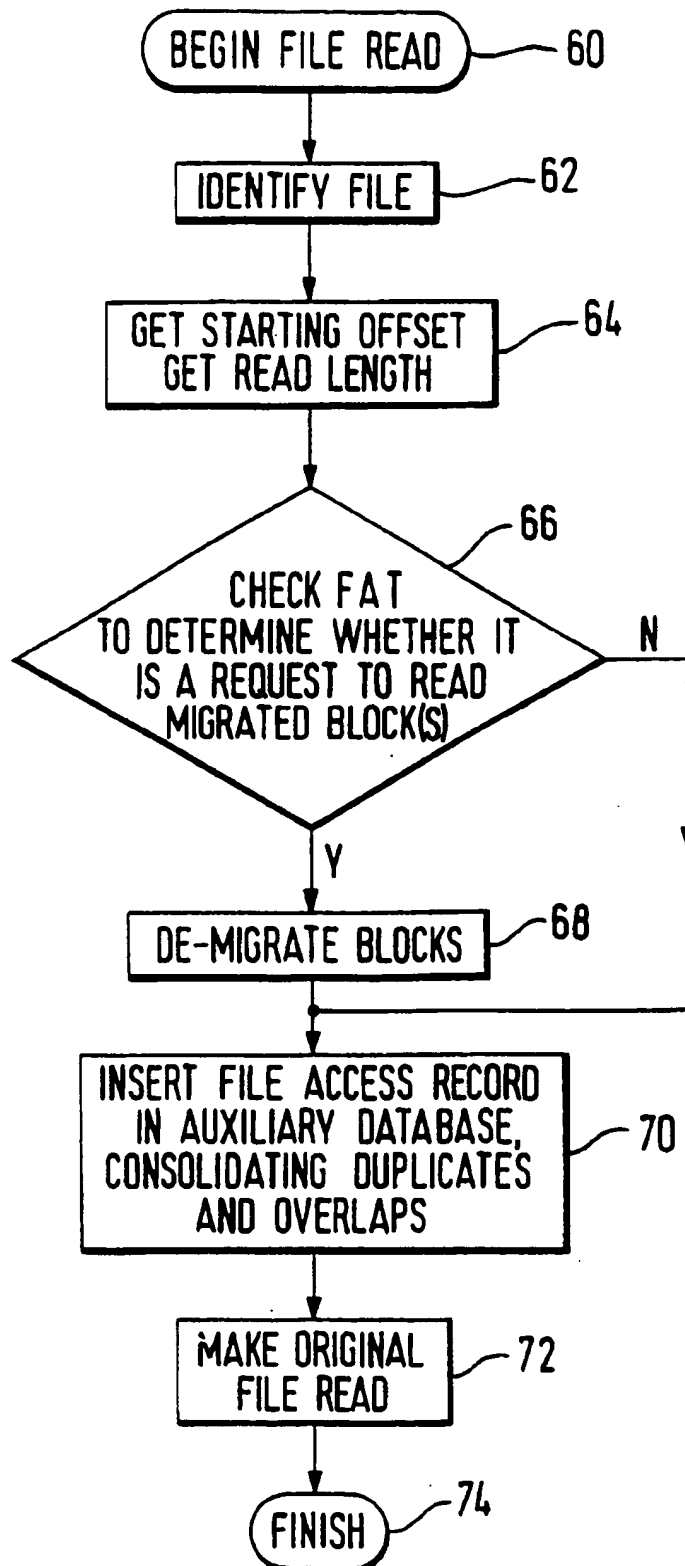 BEGIN FILE READ
60
IDENTIFY FILE
62
GET STARTING OFFSET
GET READ LENGTH
64
66
CHECK FAT
TO DETERMINE WHETHER IT
IS A REQUEST TO READ
MIGRATED BLOCK(S)
N
Y
DE-MIGRATE BLOCKS
68
INSERT FILE ACCESS RECORD
IN AUXILIARY DATABASE,
CONSOLIDATING DUPLICATES
AND OVERLAPS
70
MAKE ORIGINAL
FILE READ
72
74
FINISH